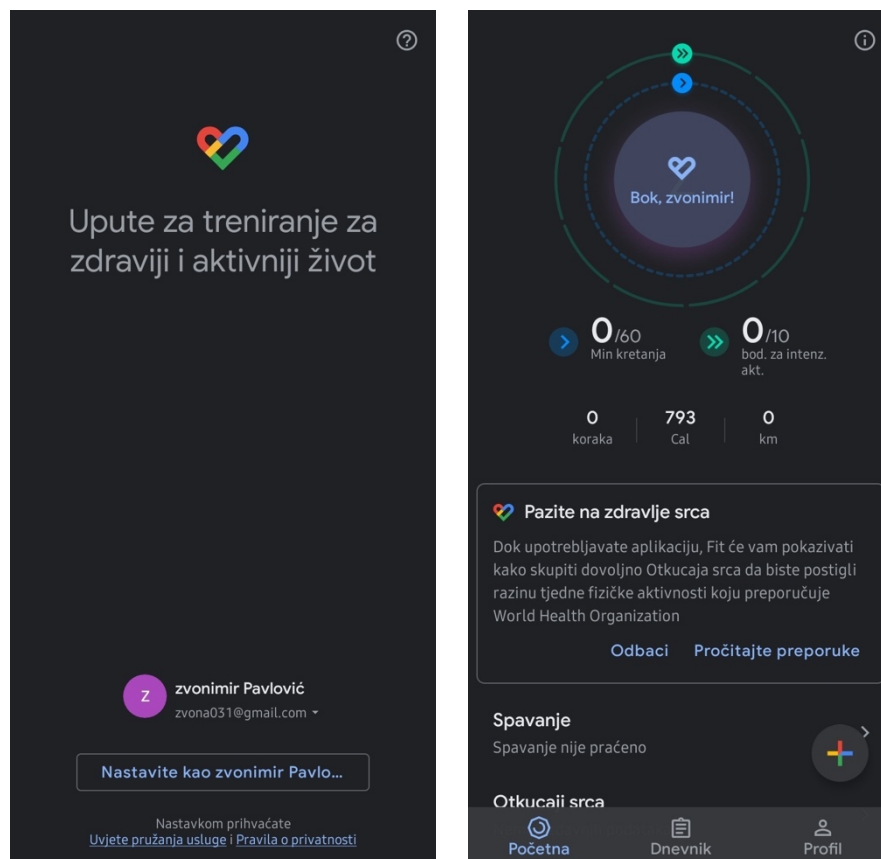 Upute za treniranje za
zdraviji i aktivniji život
zvonimir Pavlović
z
zvona031@gmail.com
Nastavite kao zvonimir Pavlo...
Nastavkom prihvaćate
Uvjete pružanja usluge i Pravila o privatnosti
Bok, zvonimir!
0/60
Min kretanja
0/10
bod. za intenz.
akt.
0
koraka
793
Cal
0
km
Pazite na zdravlje srca
Dok upotrebljavate aplikaciju, Fit će vam pokazivati
kako skupiti dovoljno Otkucaja srca da biste postigli
razinu tjedne fizičke aktivnosti koju preporučuje
World Health Organization
Odbaci Pročitajte preporuke
Spavanje
Spavanje nije praćeno
Otkucaji srca
Početna Dnevnik Profil